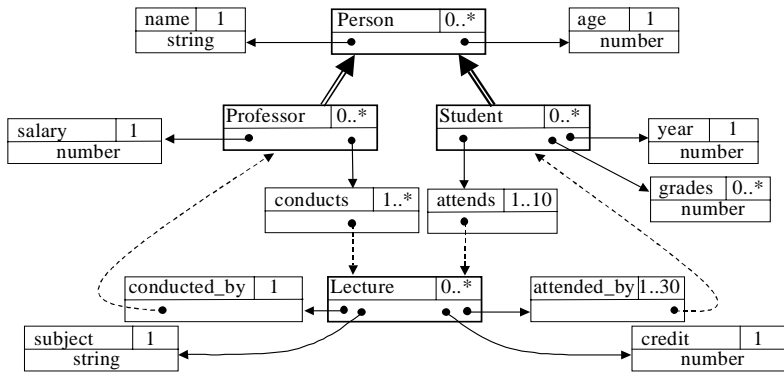 name 1
string
Person 0..*
age 1
number
salary 1
number
Professor 0..*
Student 0..*
year 1
number
grades 0..*
number
conducts 1..*
attends 1..10
conducted_by 1
Lecture 0..*
attended_by 1..30
subject 1
string
credit 1
number